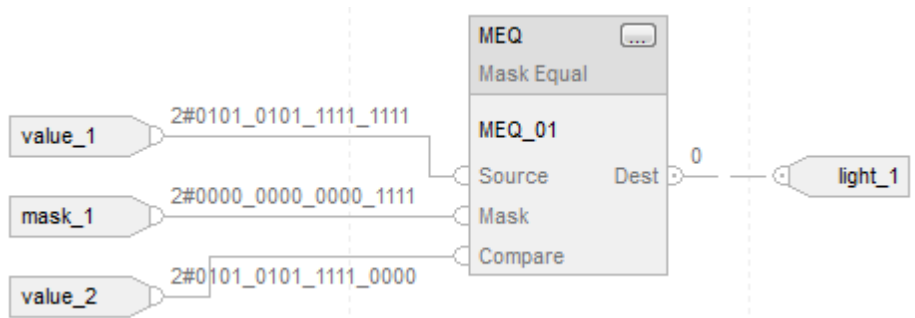 MEQ
...
Mask Equal
2#0101_0101_1111_1111
value_1
MEQ_01
0
Source
Dest
light_1
2#0000_0000_0000_1111
mask_1
Mask
Compare
2#0101_0101_1111_0000
value_2